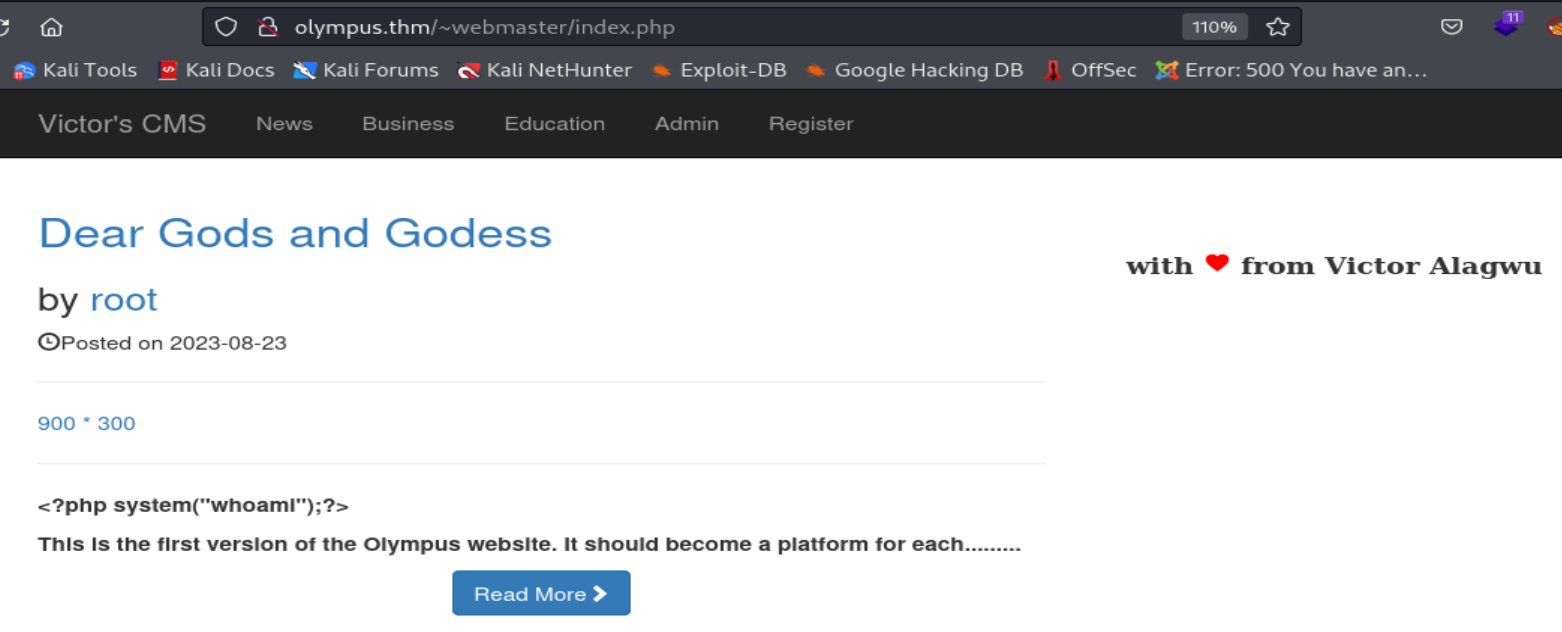 olympus.thm/~webmaster/index.php 110% 11
Kali Tools Kali Docs Kali Forums Kali NetHunter Exploit-DB Google Hacking DB OffSec Error: 500 You have an...
Victor's CMS News Business Education Admin Register
Dear Gods and Godess
with ❤ from Victor Alagwu
by root
Posted on 2023-08-23
900 * 300
<?php system("whoami");?>
This is the first version of the Olympus website. It should become a platform for each.........
Read More